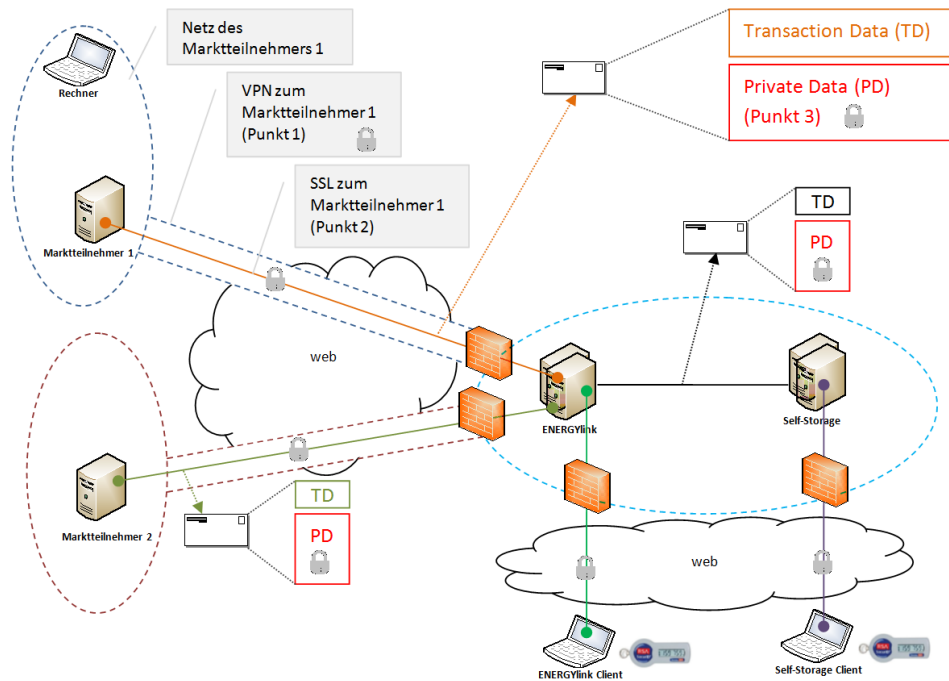 Netz des
Marktteilnehmers 1
Rechner
VPN zum
Marktteilnehmer 1
(Punkt 1)
SSL zum
Marktteilnehmer 1
(Punkt 2)
Transaction Data (TD)
Private Data (PD)
(Punkt 3)
Marktteilnehmer 1
TD
PD
web
ENERGYlink
Self-Storage
Marktteilnehmer 2
TD
PD
web
ENERGYlink Client
RSA
Self-Storage Client
RSA